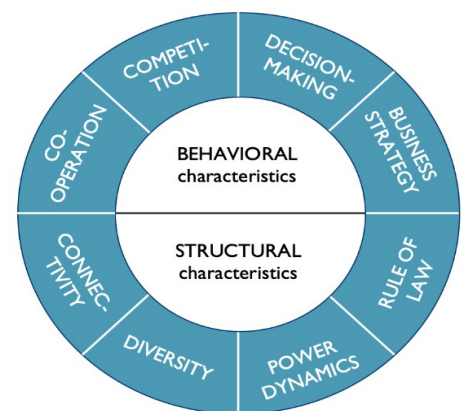 COMPETI-
TION
DECISION-
MAKING
BUSINESS
STRATEGY
RULE OF
LAW
POWER
DYNAMICS
DIVERSITY
CONNEC-
TIVITY
CO-
OPERATION
BEHAVIORAL
characteristics
STRUCTURAL
characteristics